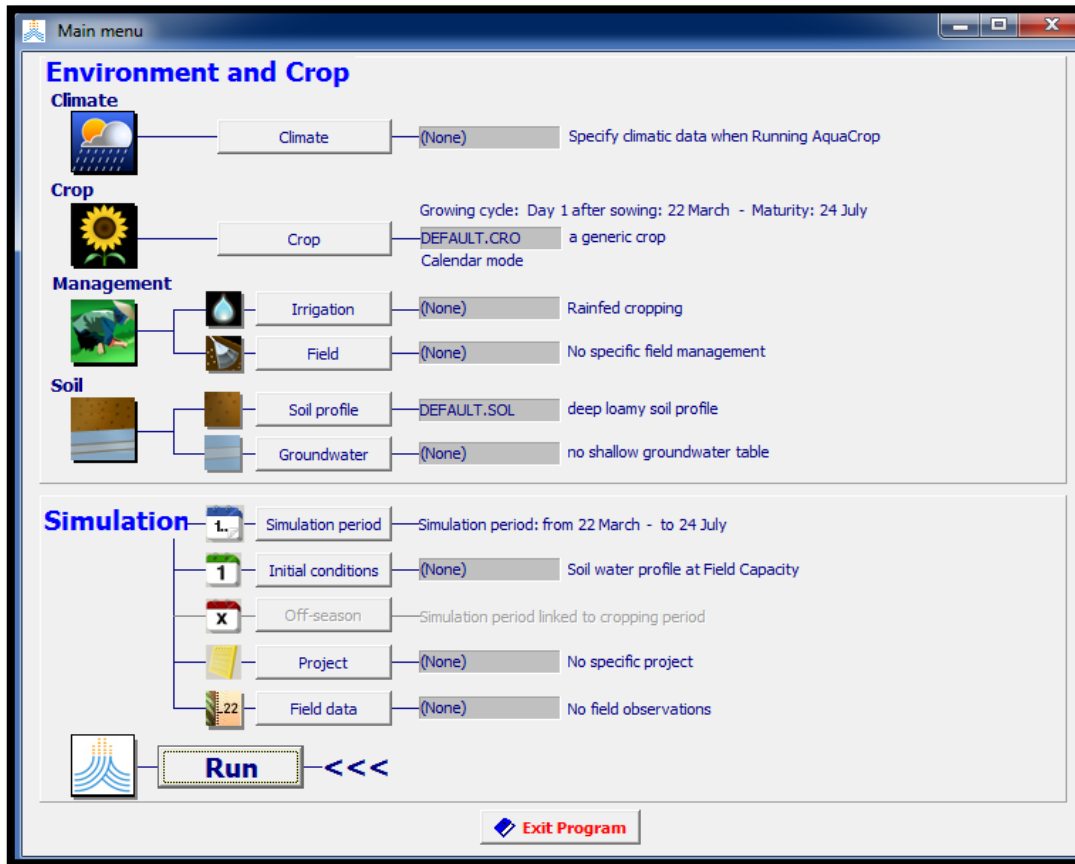 Main menu
Environment and Crop
Climate
Climate (None) Specify climatic data when Running AquaCrop
Crop
Growing cycle: Day 1 after sowing: 22 March - Maturity: 24 July
Crop DEFAULT.CRO a generic crop
Calendar mode
Management
Irrigation (None) Rainfed cropping
Field (None) No specific field management
Soil
Soil profile DEFAULT.SOL deep loamy soil profile
Groundwater (None) no shallow groundwater table
Simulation 1.. Simulation period Simulation period: from 22 March - to 24 July
1 Initial conditions (None) Soil water profile at Field Capacity
x Off-season Simulation period linked to cropping period
Project (None) No specific project
..22 Field data (None) No field observations
Run <<<
Exit Program